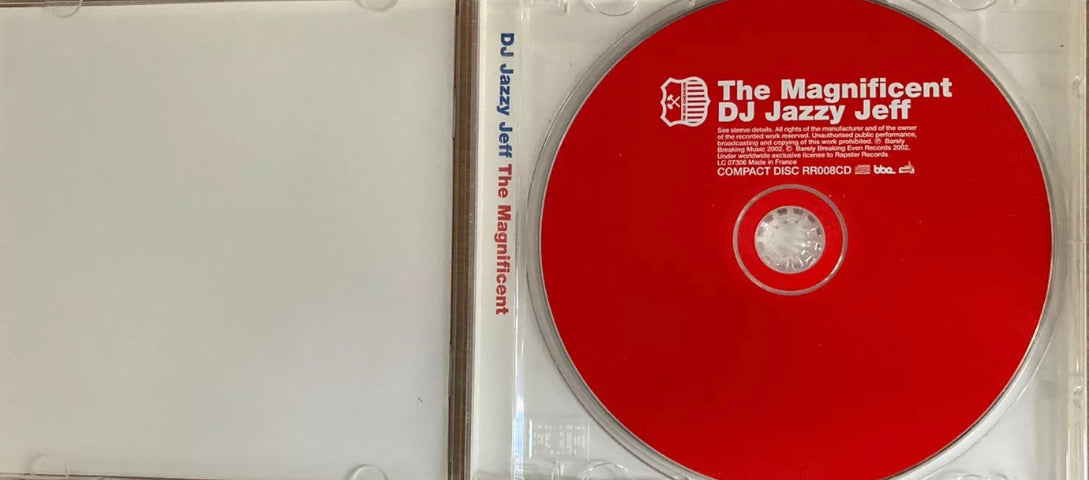 DJ Jazzy Jeff The Magnificent
The Magnificent
DJ Jazzy Jeff
See sleeve details. All rights of the manufacturer and of the owner
of the recorded work reserved. Unauthorised public performance,
broadcasting and copying of this work prohibited. ℗ Barely
Breaking Music 2002. © Barely Breaking Even Records 2002.
Under worldwide exclusive license to Rapster Records
LC 07306 Made in France
COMPACT DISC RR008CD bbe